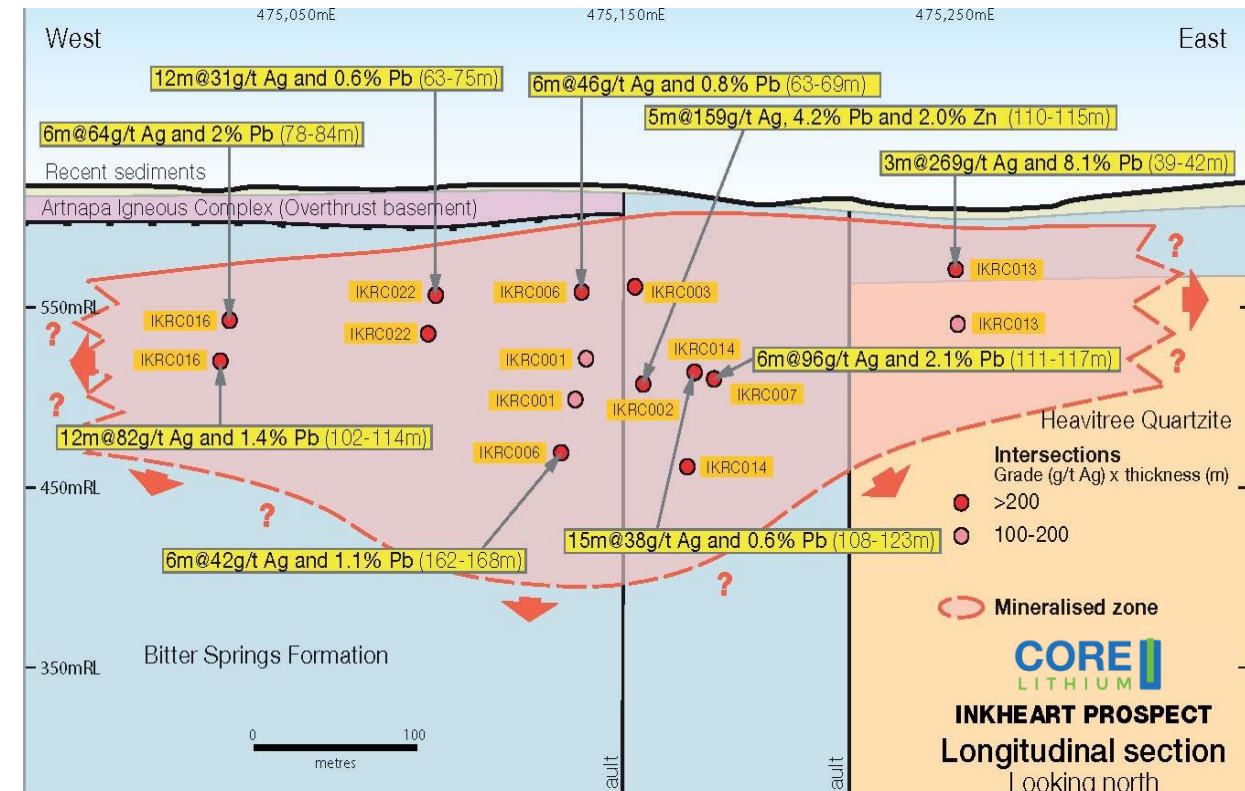 475,050mE
475,150mE
475,250mE
West
East
12m@31g/t Ag and 0.6% Pb (63-75m)
6m@46g/t Ag and 0.8% Pb (63-69m)
5m@159g/t Ag, 4.2% Pb and 2.0% Zn (110-115m)
6m@64g/t Ag and 2% Pb (78-84m)
3m@269g/t Ag and 8.1% Pb (39-42m)
Recent sediments
Artnapa Igneous Complex (Overthrust basement)
?
IKRC013
IKRC022
IKRC006
IKRC003
550mRL
IKRC016
IKRC013
?
IKRC022
IKRC014
IKRC016
IKRC001
6m@96g/t Ag and 2.1% Pb (111-117m)
?
IKRC007
IKRC001
IKRC002
?
Heavitree Quartzite
12m@82g/t Ag and 1.4% Pb (102-114m)
IKRC006
IKRC014
Intersections
Grade (g/t Ag) x thickness (m)
450mRL
>200
?
100-200
15m@38g/t Ag and 0.6% Pb (108-123m)
6m@42g/t Ag and 1.1% Pb (162-168m)
?
Mineralised zone
Bitter Springs Formation
350mRL
CORE
LITHIUM
INKHEART PROSPECT
0 100
metres
Longitudinal section
ault
ault
Looking north